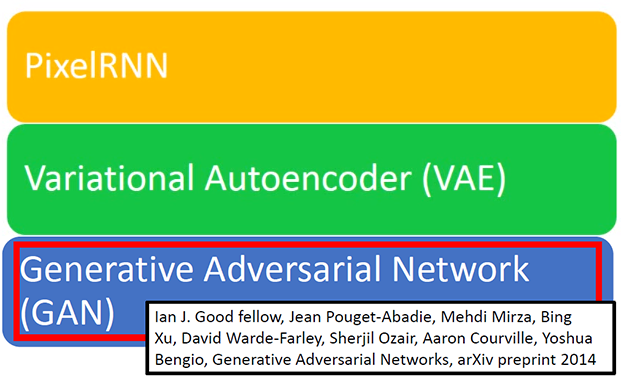 PixelRNN
Variational Autoencoder (VAE)
Generative Adversarial Network
(GAN)
Ian J. Good fellow, Jean Pouget-Abadie, Mehdi Mirza, Bing
Xu, David Warde-Farley, Sherjil Ozair, Aaron Courville, Yoshua
Bengio, Generative Adversarial Networks, arXiv preprint 2014